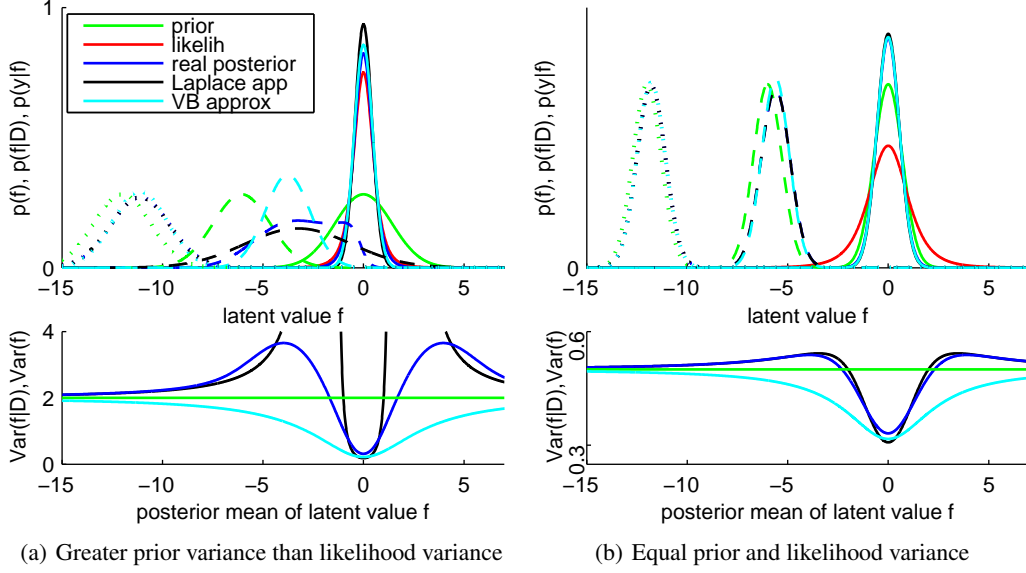 1
prior
likelih
real posterior
Laplace app
VB approx
p(f), p(f|D), p(y|f)
0
−15 −10 −5 0 5
latent value f
4
2
0
Var(f|D),Var(f)
−15 −10 −5 0 5
posterior mean of latent value f
(a) Greater prior variance than likelihood variance
1
p(f), p(f|D), p(y|f)
0
−15 −10 −5 0 5
latent value f
0.6
0.3
Var(f|D),Var(f)
−15 −10 −5 0 5
posterior mean of latent value f
(b) Equal prior and likelihood variance